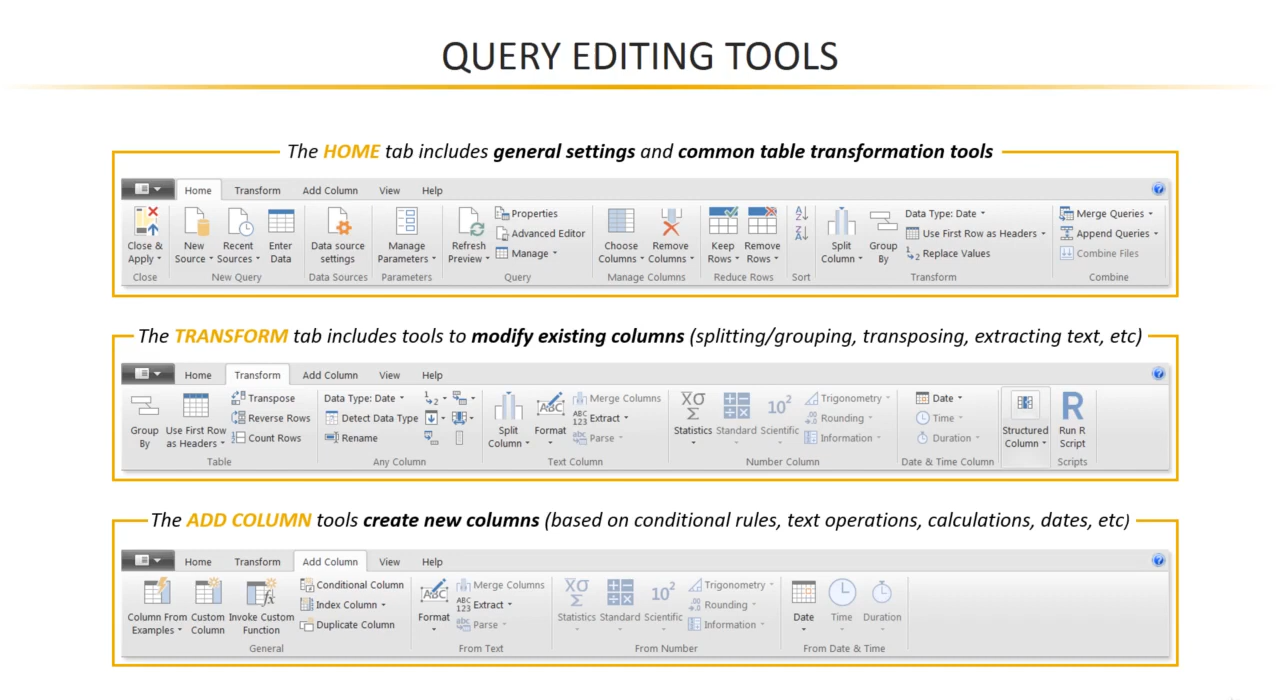 QUERY EDITING TOOLS
The HOME tab includes general settings and common table transformation tools
Home Transform Add Column View Help
Close & Apply
New Source
Recent Sources
Enter Data
Data source settings
Manage Parameters
Refresh Preview
Properties
Advanced Editor
Manage
Choose Columns
Remove Columns
Keep Rows
Remove Rows
Split Column
Group By
Data Type: Date
Use First Row as Headers
Replace Values
Merge Queries
Append Queries
Combine Files
Close New Query Data Sources Parameters Query Manage Columns Reduce Rows Sort Transform Combine
The TRANSFORM tab includes tools to modify existing columns (splitting/grouping, transposing, extracting text, etc)
Home Transform Add Column View Help
Group By
Use First Row as Headers
Transpose
Reverse Rows
Count Rows
Data Type: Date
Detect Data Type
Rename
Split Column
Format
Merge Columns
Extract
Parse
Statistics
Standard
Scientific
Trigonometry
Rounding
Information
Date
Time
Duration
Structured Column
Run R Script
Table Any Column Text Column Number Column Date & Time Column Scripts
The ADD COLUMN tools create new columns (based on conditional rules, text operations, calculations, dates, etc)
Home Transform Add Column View Help
Column From Examples
Custom Column
Invoke Custom Function
Conditional Column
Index Column
Duplicate Column
Format
Merge Columns
Extract
Parse
Statistics
Standard
Scientific
Trigonometry
Rounding
Information
Date
Time
Duration
General From Text From Number From Date & Time